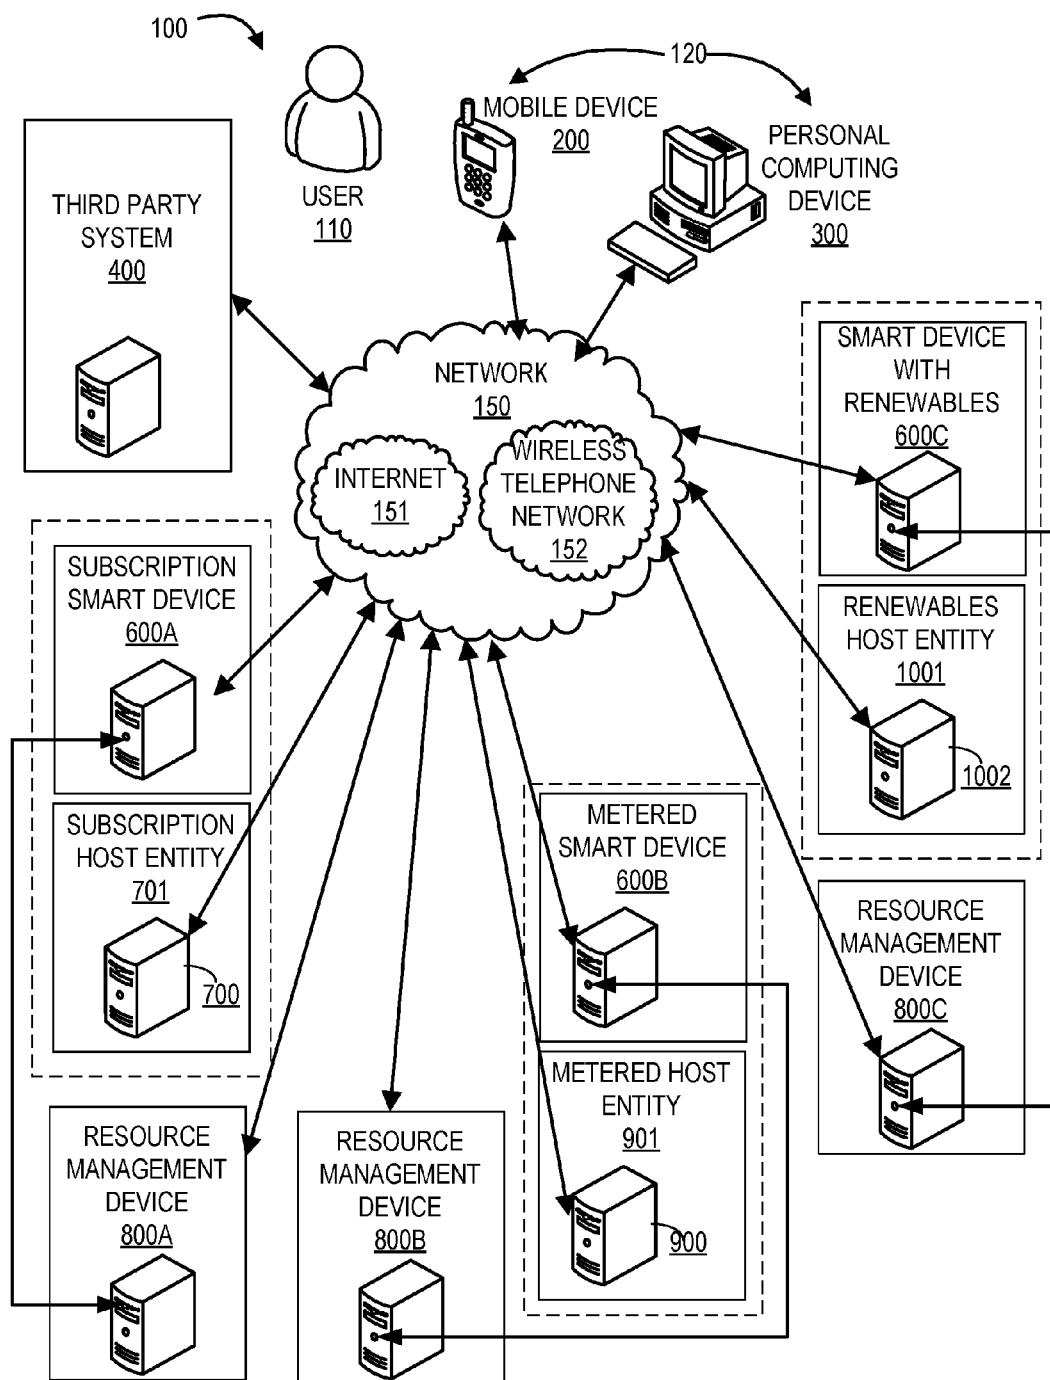 100
120
MOBILE DEVICE
200
PERSONAL
COMPUTING
DEVICE
300
USER
110
THIRD PARTY
SYSTEM
400
NETWORK
150
INTERNET
151
WIRELESS
TELEPHONE
NETWORK
152
SMART DEVICE
WITH
RENEWABLES
600C
RENEWABLES
HOST ENTITY
1001
1002
SUBSCRIPTION
SMART DEVICE
600A
SUBSCRIPTION
HOST ENTITY
701
700
METERED
SMART DEVICE
600B
METERED HOST
ENTITY
901
900
RESOURCE
MANAGEMENT
DEVICE
800C
RESOURCE
MANAGEMENT
DEVICE
800A
RESOURCE
MANAGEMENT
DEVICE
800B